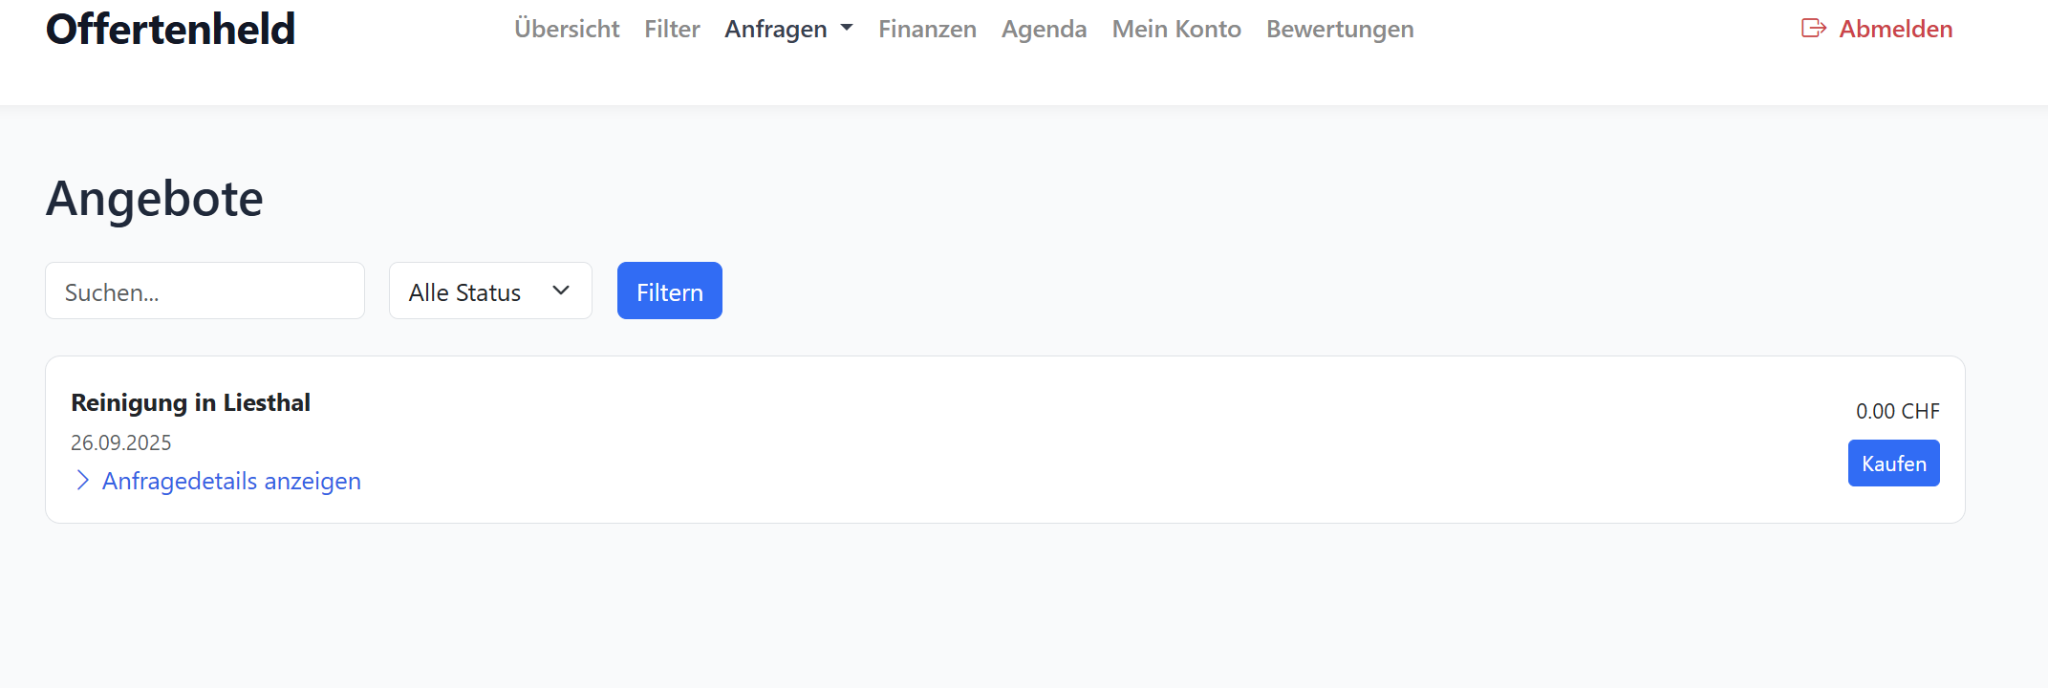 Offertenheld
Übersicht Filter Anfragen Finanzen Agenda Mein Konto Bewertungen
Abmelden
Angebote
Suchen...
Alle Status
Filtern
Reinigung in Liesthal
26.09.2025
Anfragedetails anzeigen
0.00 CHF
Kaufen